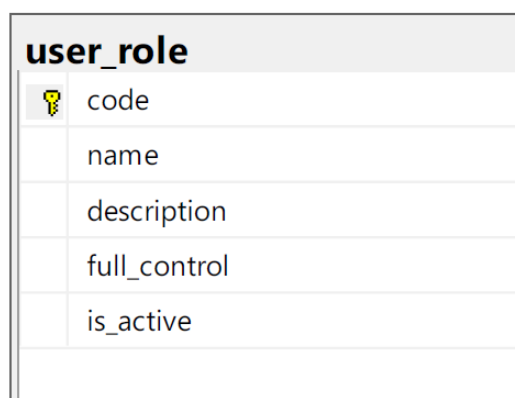 user_role
code
name
description
full_control
is_active